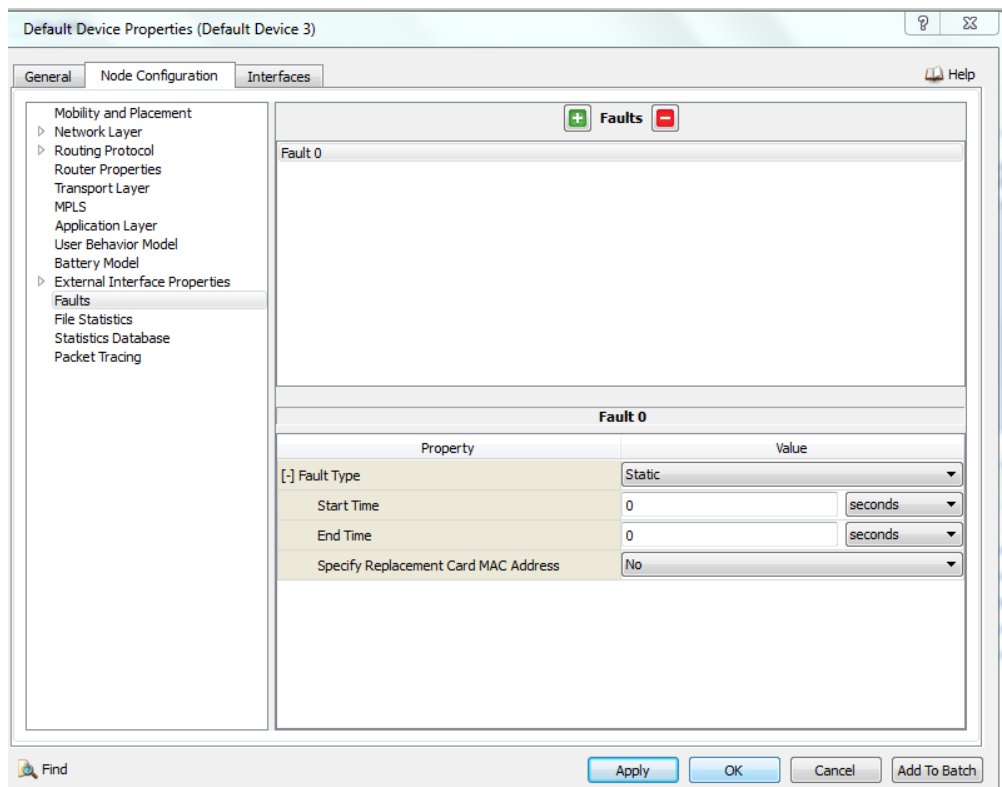 Default Device Properties (Default Device 3)
General Node Configuration Interfaces Help
Mobility and Placement
Network Layer
Routing Protocol
Router Properties
Transport Layer
MPLS
Application Layer
User Behavior Model
Battery Model
External Interface Properties
Faults
File Statistics
Statistics Database
Packet Tracing
Faults
Fault 0
Fault 0
Property Value
[-] Fault Type Static
Start Time 0 seconds
End Time 0 seconds
Specify Replacement Card MAC Address No
Find Apply OK Cancel Add To Batch